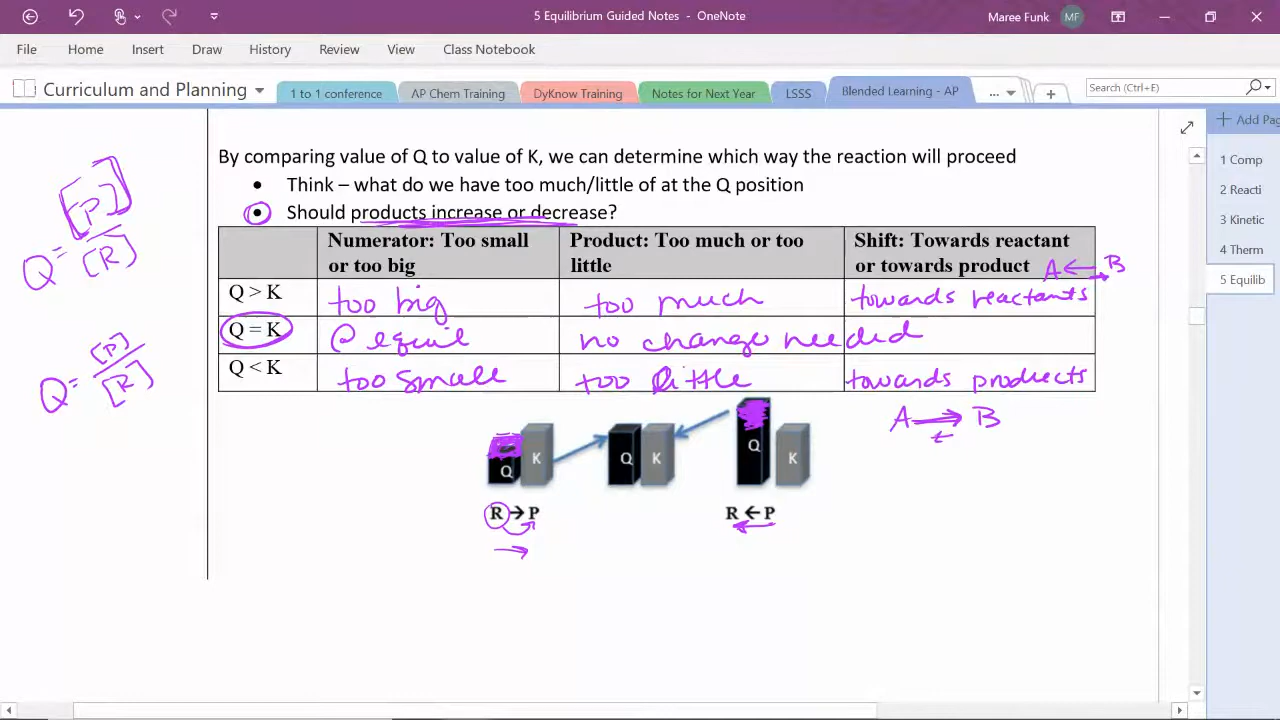 5 Equilibrium Guided Notes - OneNote
Maree Funk MF
File Home Insert Draw History Review View Class Notebook
Curriculum and Planning
1 to 1 conference AP Chem Training DyKnow Training Notes for Next Year LSSS Blended Learning - AP ... +
Search (Ctrl+E)
Add Pag
1 Comp
2 Reacti
3 Kinetic
4 Therm
5 Equilib
By comparing value of Q to value of K, we can determine which way the reaction will proceed
• Think – what do we have too much/little of at the Q position
• Should products increase or decrease?
Numerator: Too small or too big
Product: Too much or too little
Shift: Towards reactant or towards product A ← B
Q > K too big too much towards reactants
Q = K @ equil no change needed
Q < K too small too little towards products
A → B
Q = [P] / [R]
Q = [P] / [R]
Q K Q K Q K
R → P R ← P